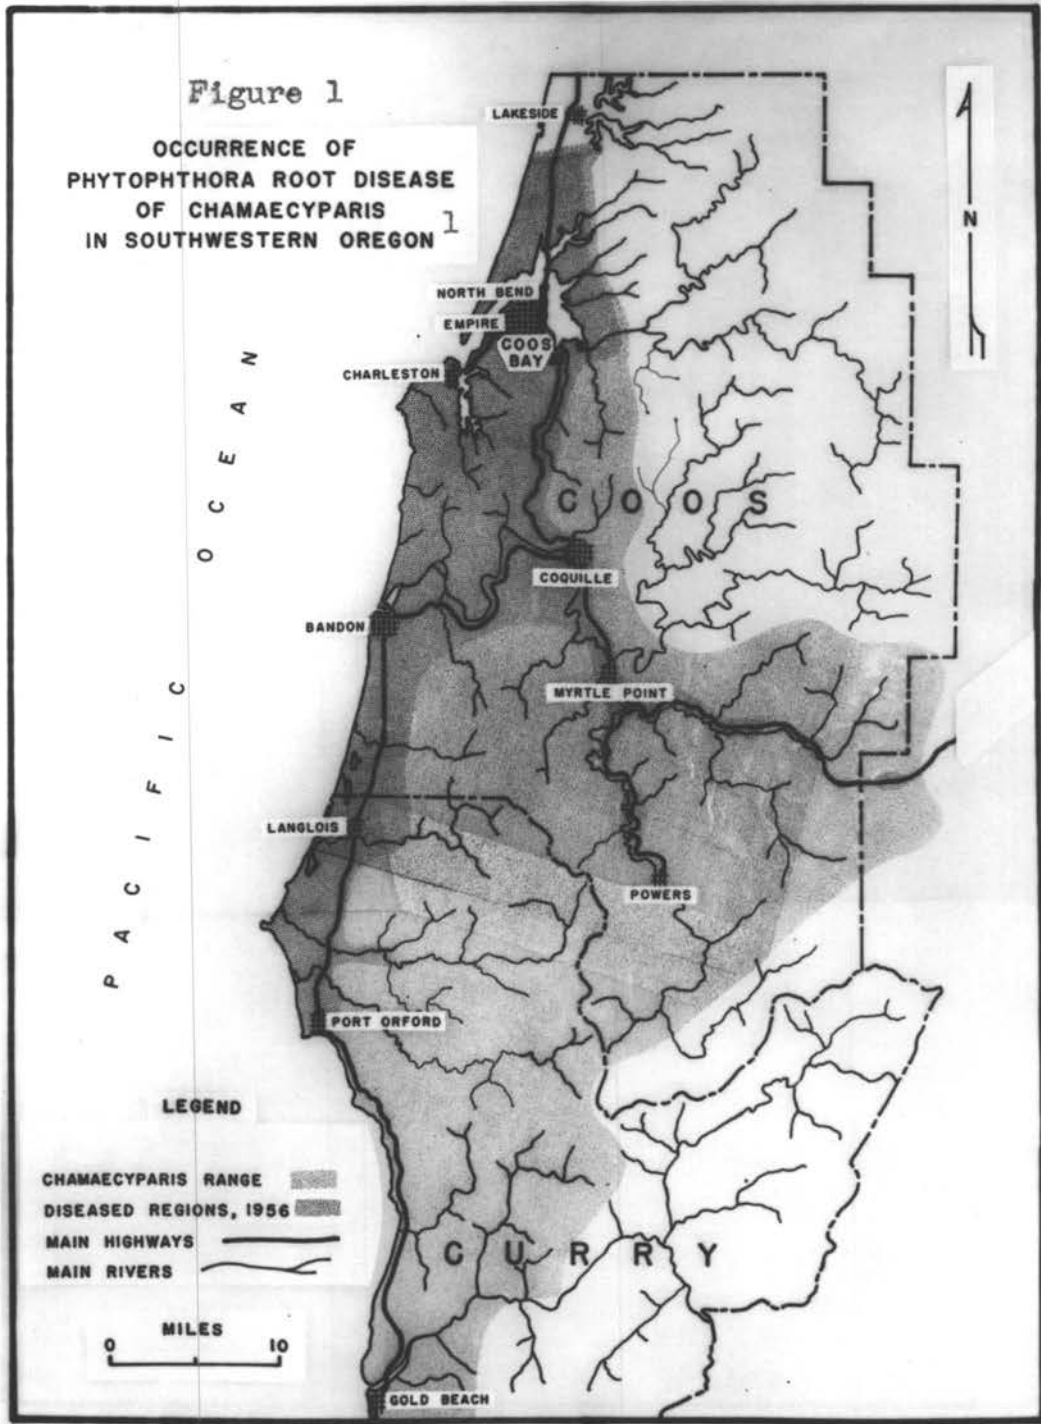 Figure 1
OCCURRENCE OF
PHYTOPHTHORA ROOT DISEASE
OF CHAMAECYPARIS
IN SOUTHWESTERN OREGON 1
LAKESIDE
N
NORTH BEND
EMPIRE
COOS
BAY
CHARLESTON
COOS
COQUILLE
BANDON
MYRTLE POINT
PACIFIC OCEAN
LANGLOIS
POWERS
PORT ORFORD
LEGEND
CHAMAECYPARIS RANGE
DISEASED REGIONS, 1956
MAIN HIGHWAYS
MAIN RIVERS
CURRY
MILES
0 10
GOLD BEACH